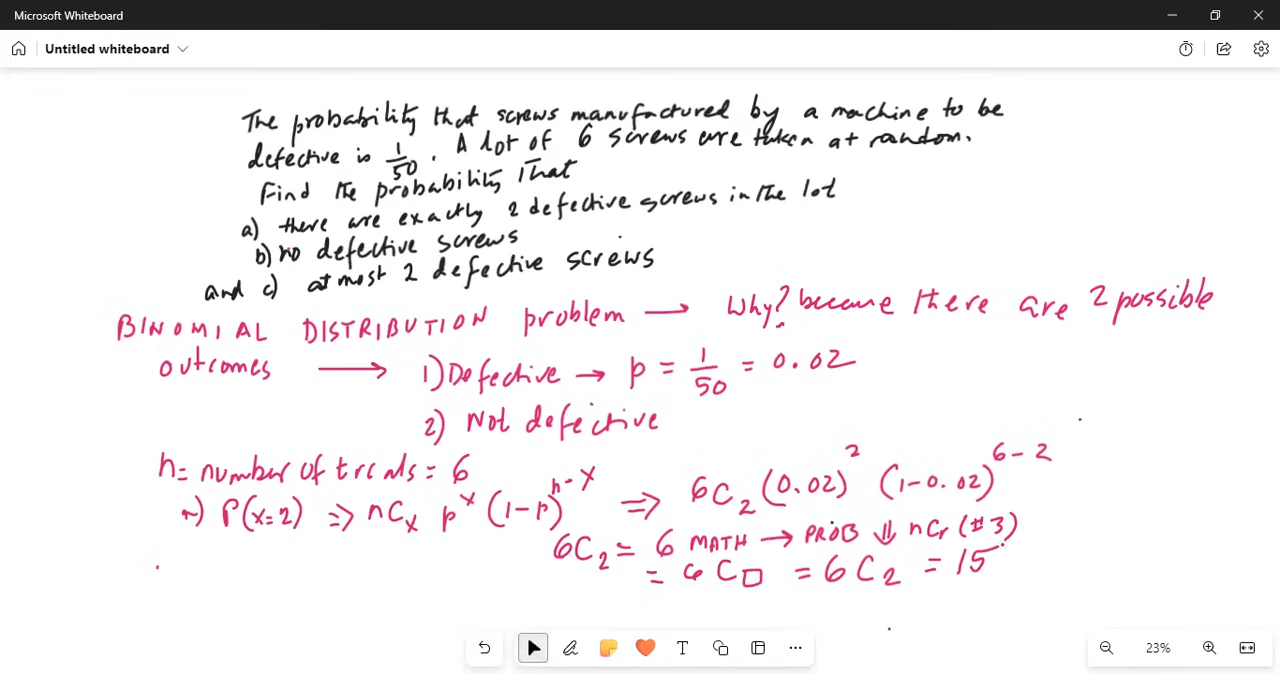 Microsoft Whiteboard
Untitled whiteboard
The probability that screws manufactured by a machine to be
defective is 1/50. A lot of 6 screws are taken at random.
Find the probability that
a) there are exactly 2 defective screws in the lot
b) no defective screws
and c) at most 2 defective screws
BINOMIAL DISTRIBUTION problem → Why? because there are 2 possible
outcomes → 1) Defective → p = 1/50 = 0.02
2) Not defective
n = number of trials = 6
a) P(x=2) ⇒ nCx p^x (1-p)^n-x ⇒ 6C2 (0.02)^2 (1-0.02)^6-2
6C2 = 6 MATH → PROB ⇓ nCr (#3)
= 6C□ = 6C2 = 15
23%